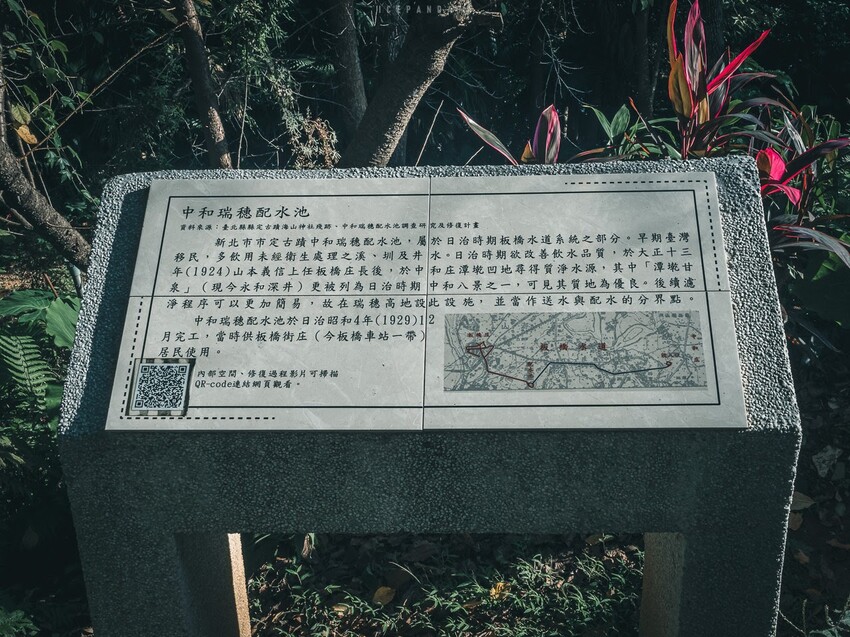 中和瑞穗配水池
資料來源：臺北縣縣定古蹟海山神社殘跡、中和瑞穗配水池調查研究及修復計畫
新北市市定古蹟中和瑞穗配水池，屬於日治時期板橋水道系統之部分。早期臺灣
移民，多飲用未經衛生處理之溪、圳及井水。日治時期欲改善飲水品質，於大正十三
年(1924)山本義信上任板橋庄長後，於中和庄潭墘凹地尋得質淨水源，其中「潭墘甘
泉」(現今永和深井)更被列為日治時期中和八景之一，可見其質地為優良。後續濾
淨程序可以更加簡易，故在瑞穗高地設此設施，並當作送水與配水的分界點。
中和瑞穗配水池於日治昭和4年(1929)12
月完工，當時供板橋街庄(今板橋車站一帶)
居民使用。
內部空間、修復過程影片可掃描
QR-code連結網頁觀看。